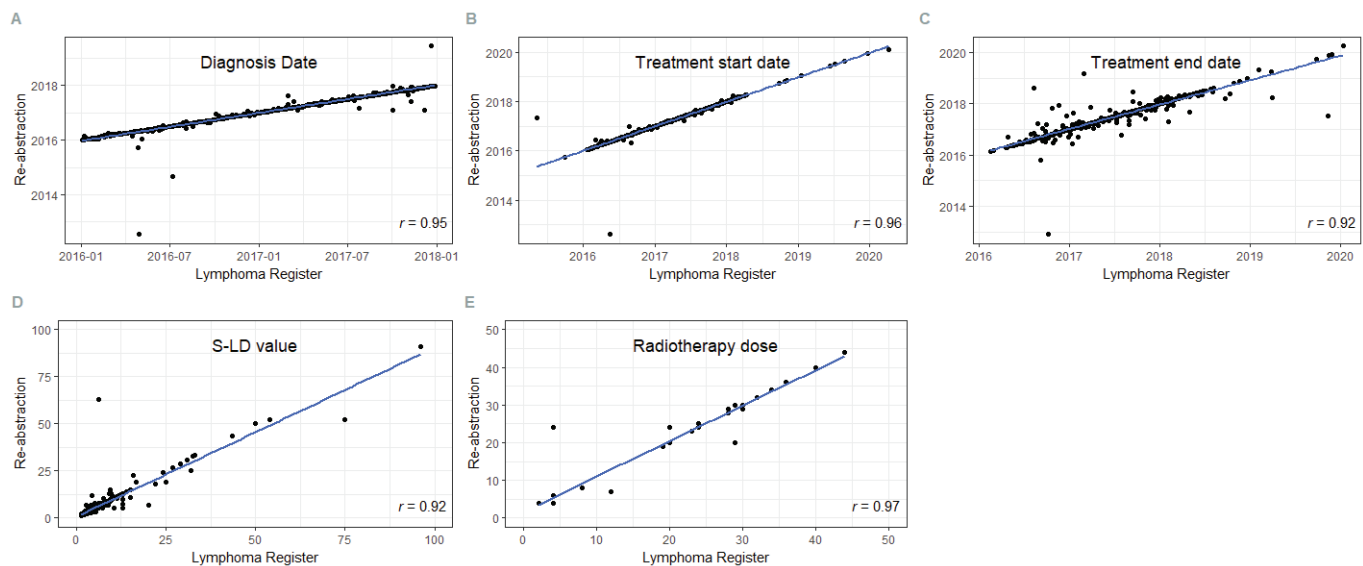 A
Diagnosis Date
Re-abstraction
2018
2016
2014
r = 0.95
2016-01 2016-07 2017-01 2017-07 2018-01
Lymphoma Register
B
Treatment start date
Re-abstraction
2020
2018
2016
2014
r = 0.96
2016 2017 2018 2019 2020
Lymphoma Register
C
Treatment end date
Re-abstraction
2020
2018
2016
2014
r = 0.92
2016 2017 2018 2019 2020
Lymphoma Register
D
S-LD value
Re-abstraction
100
75
50
25
0
r = 0.92
0 25 50 75 100
Lymphoma Register
E
Radiotherapy dose
Re-abstraction
50
40
30
20
10
0
r = 0.97
0 10 20 30 40 50
Lymphoma Register